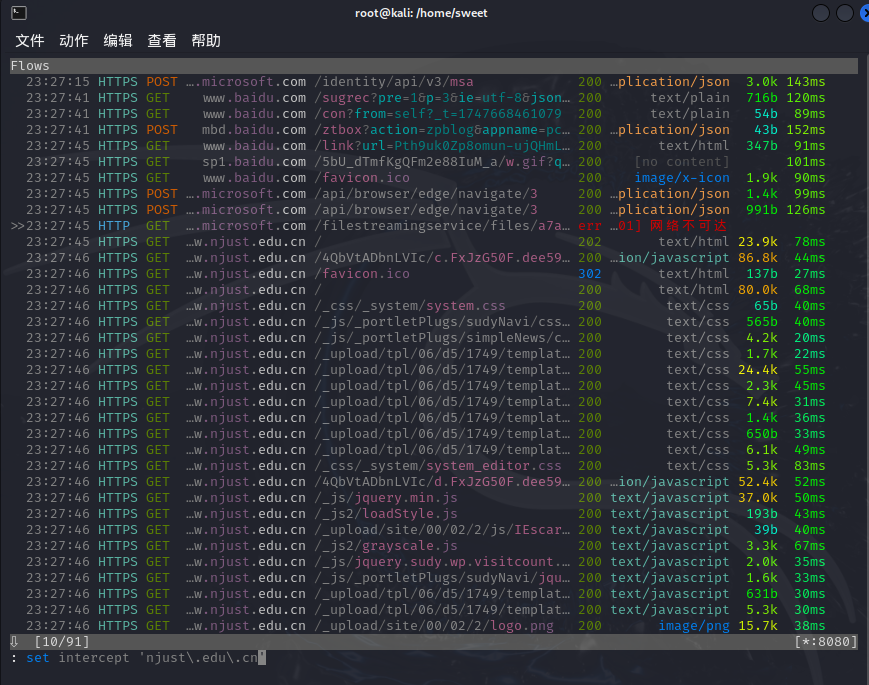 root@kali: /home/sweet
文件 动作 编辑 查看 帮助
Flows
23:27:15 HTTPS POST ….microsoft.com /identity/api/v3/msa 200 …plication/json 3.0k 143ms
23:27:41 HTTPS GET www.baidu.com /sugrec?pre=1&p=3&ie=utf-8&json… 200 text/plain 716b 120ms
23:27:41 HTTPS GET www.baidu.com /con?from=self?_t=1747668461079 200 text/plain 54b 89ms
23:27:41 HTTPS POST mbd.baidu.com /ztbox?action=zpblog&appname=pc… 200 …plication/json 43b 152ms
23:27:45 HTTPS GET www.baidu.com /link?url=Pth9uk0Zp8omun-ujQHmL… 200 text/html 347b 91ms
23:27:45 HTTPS GET sp1.baidu.com /5bU_dTmfKgQFm2e88IuM_a/w.gif?q… 200 [no content] 101ms
23:27:45 HTTPS GET www.baidu.com /favicon.ico 200 image/x-icon 1.9k 90ms
23:27:45 HTTPS POST ….microsoft.com /api/browser/edge/navigate/3 200 …plication/json 1.4k 99ms
23:27:45 HTTPS POST ….microsoft.com /api/browser/edge/navigate/3 200 …plication/json 991b 126ms
>>23:27:45 HTTP GET ….microsoft.com /filestreamingservice/files/a7a… err …01] 网络不可达
23:27:45 HTTPS GET …w.njust.edu.cn / 202 text/html 23.9k 78ms
23:27:45 HTTPS GET …w.njust.edu.cn /4QbVtADbnLVIc/c.FxJzG50F.dee59… 200 …ion/javascript 86.8k 44ms
23:27:46 HTTPS GET …w.njust.edu.cn /favicon.ico 302 text/html 137b 27ms
23:27:46 HTTPS GET …w.njust.edu.cn / 200 text/html 80.0k 68ms
23:27:46 HTTPS GET …w.njust.edu.cn /_css/_system/system.css 200 text/css 65b 40ms
23:27:46 HTTPS GET …w.njust.edu.cn /_js/_portletPlugs/sudyNavi/css… 200 text/css 565b 40ms
23:27:46 HTTPS GET …w.njust.edu.cn /_js/_portletPlugs/simpleNews/c… 200 text/css 4.2k 20ms
23:27:46 HTTPS GET …w.njust.edu.cn /_upload/tpl/06/d5/1749/templat… 200 text/css 1.7k 22ms
23:27:46 HTTPS GET …w.njust.edu.cn /_upload/tpl/06/d5/1749/templat… 200 text/css 24.4k 55ms
23:27:46 HTTPS GET …w.njust.edu.cn /_upload/tpl/06/d5/1749/templat… 200 text/css 2.3k 45ms
23:27:46 HTTPS GET …w.njust.edu.cn /_upload/tpl/06/d5/1749/templat… 200 text/css 7.4k 31ms
23:27:46 HTTPS GET …w.njust.edu.cn /_upload/tpl/06/d5/1749/templat… 200 text/css 1.4k 36ms
23:27:46 HTTPS GET …w.njust.edu.cn /_upload/tpl/06/d5/1749/templat… 200 text/css 650b 33ms
23:27:46 HTTPS GET …w.njust.edu.cn /_upload/tpl/06/d5/1749/templat… 200 text/css 6.1k 49ms
23:27:46 HTTPS GET …w.njust.edu.cn /_css/_system/system_editor.css 200 text/css 5.3k 83ms
23:27:46 HTTPS GET …w.njust.edu.cn /4QbVtADbnLVIc/d.FxJzG50F.dee59… 200 …ion/javascript 52.4k 52ms
23:27:46 HTTPS GET …w.njust.edu.cn /_js/jquery.min.js 200 text/javascript 37.0k 50ms
23:27:46 HTTPS GET …w.njust.edu.cn /_js2/loadStyle.js 200 text/javascript 193b 43ms
23:27:46 HTTPS GET …w.njust.edu.cn /_upload/site/00/02/2/js/IEscar… 200 text/javascript 39b 40ms
23:27:46 HTTPS GET …w.njust.edu.cn /_js2/grayscale.js 200 text/javascript 3.3k 67ms
23:27:46 HTTPS GET …w.njust.edu.cn /_js/jquery.sudy.wp.visitcount.… 200 text/javascript 2.0k 35ms
23:27:46 HTTPS GET …w.njust.edu.cn /_js/_portletPlugs/sudyNavi/jqu… 200 text/javascript 1.6k 33ms
23:27:46 HTTPS GET …w.njust.edu.cn /_upload/tpl/06/d5/1749/templat… 200 text/javascript 631b 30ms
23:27:46 HTTPS GET …w.njust.edu.cn /_upload/tpl/06/d5/1749/templat… 200 text/javascript 5.3k 30ms
23:27:46 HTTPS GET …w.njust.edu.cn /_upload/site/00/02/2/logo.png 200 image/png 15.7k 38ms
⇩ [10/91] [*:8080]
: set intercept 'njust\.edu\.cn'